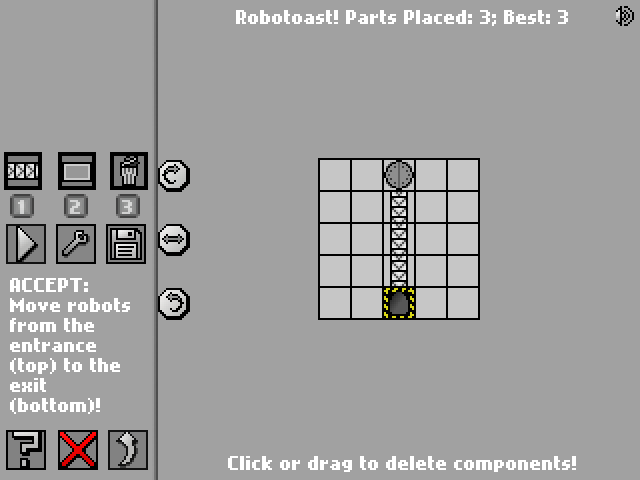 Robotoast! Parts Placed: 3; Best: 3
1 2 3
ACCEPT:
Move robots
from the
entrance
(top) to the
exit
(bottom)!
?
Click or drag to delete components!